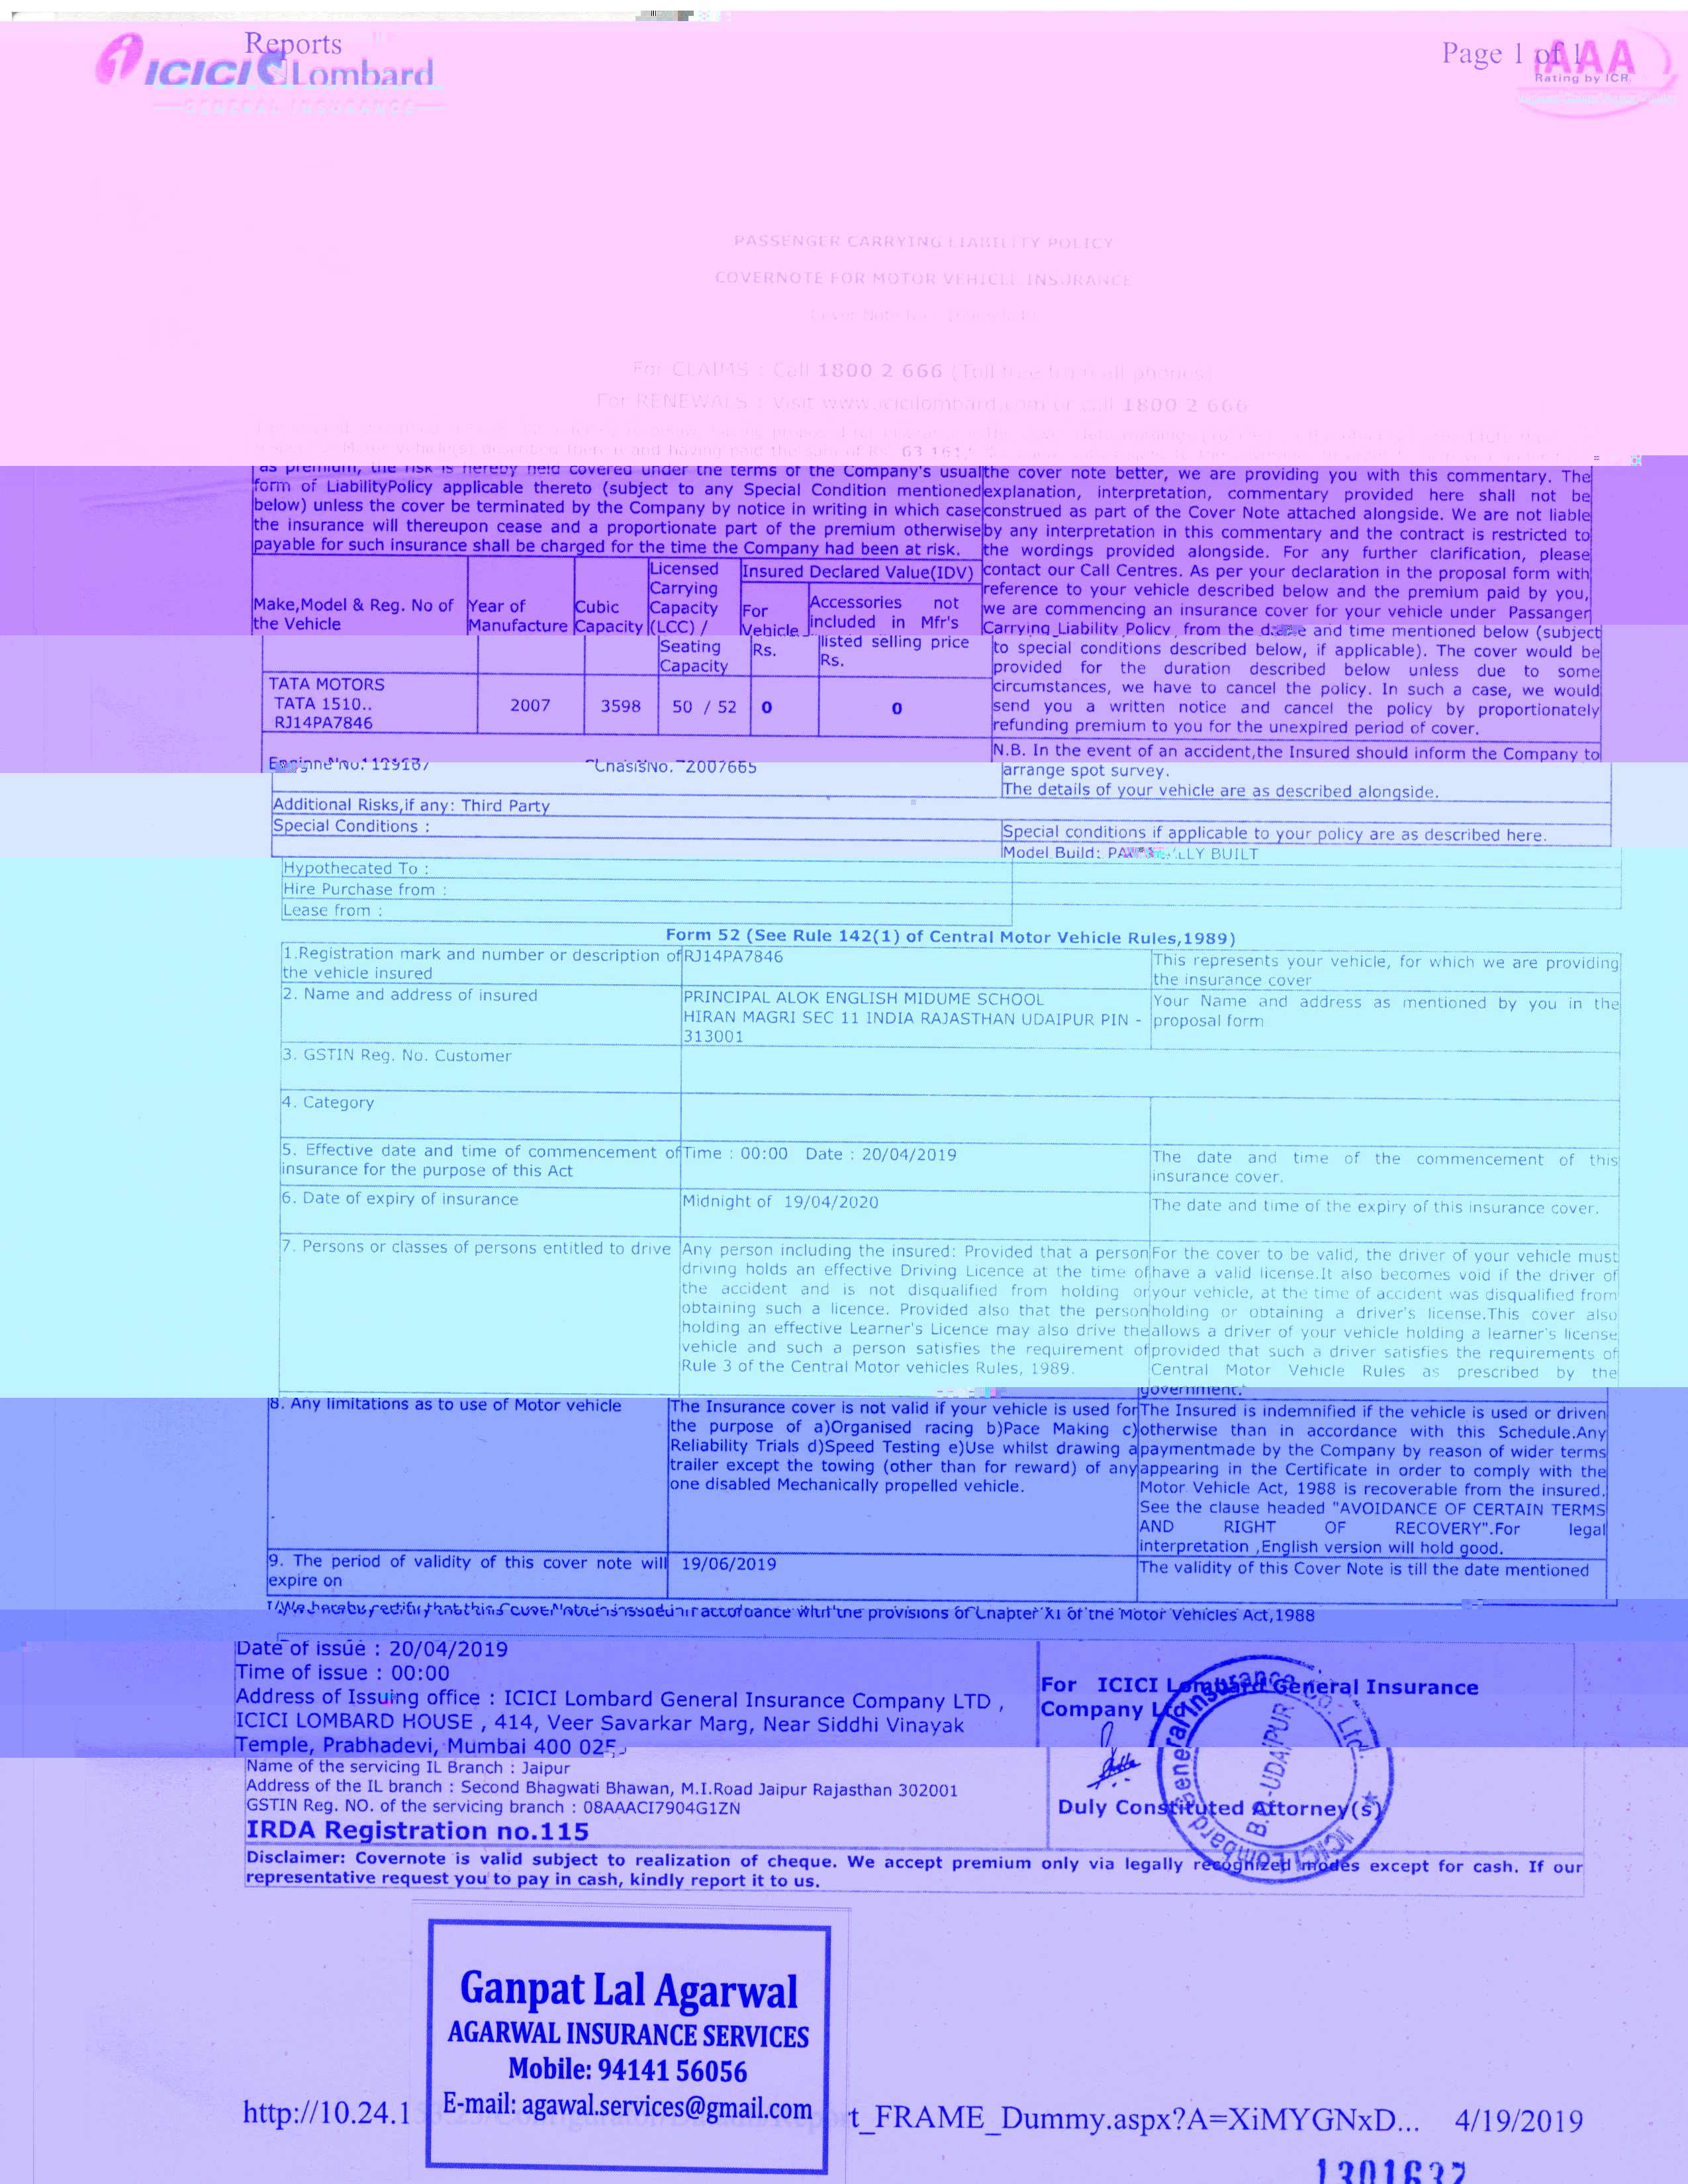 Reports
Page 1 of 1
ICICI Lombard
GENERAL INSURANCE
AAA
Rating by ICR
PASSENGER CARRYING LIABILITY POLICY
COVERNOTE FOR MOTOR VEHICLE INSURANCE
Cover Note No
For CLAIMS : Call 1800 2 666 (Toll free from all phones)
For RENEWALS : Visit www.icicilombard.com or call 1800 2 666
respect of Motor Vehicle(s) described therein and having paid the sum of Rs. 63,161/-
as premium, the risk is hereby held covered under the terms of the Company's usual
form of LiabilityPolicy applicable thereto (subject to any Special Condition mentioned
below) unless the cover be terminated by the Company by notice in writing in which case
the insurance will thereupon cease and a proportionate part of the premium otherwise
payable for such insurance shall be charged for the time the Company had been at risk.
the cover note better, we are providing you with this commentary. The
explanation, interpretation, commentary provided here shall not be
construed as part of the Cover Note attached alongside. We are not liable
by any interpretation in this commentary and the contract is restricted to
the wordings provided alongside. For any further clarification, please
contact our Call Centres. As per your declaration in the proposal form with
reference to your vehicle described below and the premium paid by you,
we are commencing an insurance cover for your vehicle under Passanger
Carrying Liability Policy, from the date and time mentioned below (subject
to special conditions described below, if applicable). The cover would be
provided for the duration described below unless due to some
circumstances, we have to cancel the policy. In such a case, we would
send you a written notice and cancel the policy by proportionately
refunding premium to you for the unexpired period of cover.
Make,Model & Reg. No of
the Vehicle
Year of
Manufacture
Cubic
Capacity
Licensed
Carrying
Capacity
(LCC) /
Seating
Capacity
Insured Declared Value(IDV)
For
Vehicle
Rs.
Accessories not
included in Mfr's
listed selling price
Rs.
TATA MOTORS
TATA 1510..
RJ14PA7846
2007
3598
50 / 52
0
0
N.B. In the event of an accident,the Insured should inform the Company to
arrange spot survey.
ChasisNo. 2007665
The details of your vehicle are as described alongside.
Additional Risks,if any: Third Party
Special Conditions :
Special conditions if applicable to your policy are as described here.
Model Build: PARTIALLY BUILT
Hypothecated To :
Hire Purchase from :
Lease from :
Form 52 (See Rule 142(1) of Central Motor Vehicle Rules,1989)
1.Registration mark and number or description of
the vehicle insured
RJ14PA7846
This represents your vehicle, for which we are providing
the insurance cover
2. Name and address of insured
PRINCIPAL ALOK ENGLISH MIDUME SCHOOL
HIRAN MAGRI SEC 11 INDIA RAJASTHAN UDAIPUR PIN -
313001
Your Name and address as mentioned by you in the
proposal form
3. GSTIN Reg. No. Customer
4. Category
5. Effective date and time of commencement of
insurance for the purpose of this Act
Time : 00:00 Date : 20/04/2019
The date and time of the commencement of this
insurance cover.
6. Date of expiry of insurance
Midnight of 19/04/2020
The date and time of the expiry of this insurance cover.
7. Persons or classes of persons entitled to drive
Any person including the insured: Provided that a person
driving holds an effective Driving Licence at the time of
the accident and is not disqualified from holding or
obtaining such a licence. Provided also that the person
holding an effective Learner's Licence may also drive the
vehicle and such a person satisfies the requirement of
Rule 3 of the Central Motor vehicles Rules, 1989.
For the cover to be valid, the driver of your vehicle must
have a valid license.It also becomes void if the driver of
your vehicle, at the time of accident was disqualified from
holding or obtaining a driver's license.This cover also
allows a driver of your vehicle holding a learner's license
provided that such a driver satisfies the requirements of
Central Motor Vehicle Rules as prescribed by the
government.
8. Any limitations as to use of Motor vehicle
The Insurance cover is not valid if your vehicle is used for
the purpose of a)Organised racing b)Pace Making c)
Reliability Trials d)Speed Testing e)Use whilst drawing a
trailer except the towing (other than for reward) of any
one disabled Mechanically propelled vehicle.
The Insured is indemnified if the vehicle is used or driven
otherwise than in accordance with this Schedule.Any
paymentmade by the Company by reason of wider terms
appearing in the Certificate in order to comply with the
Motor Vehicle Act, 1988 is recoverable from the insured.
See the clause headed "AVOIDANCE OF CERTAIN TERMS
AND RIGHT OF RECOVERY".For legal
interpretation ,English version will hold good.
9. The period of validity of this cover note will
expire on
19/06/2019
The validity of this Cover Note is till the date mentioned
I/We hereby certify that this Cover Note is issued in accordance with the provisions of Chapter XI of the Motor Vehicles Act,1988
Date of issue : 20/04/2019
Time of issue : 00:00
Address of Issuing office : ICICI Lombard General Insurance Company LTD ,
ICICI LOMBARD HOUSE , 414, Veer Savarkar Marg, Near Siddhi Vinayak
Temple, Prabhadevi, Mumbai 400 025
Name of the servicing IL Branch : Jaipur
Address of the IL branch : Second Bhagwati Bhawan, M.I.Road Jaipur Rajasthan 302001
GSTIN Reg. NO. of the servicing branch : 08AAACI7904G1ZN
IRDA Registration no.115
For ICICI Lombard General Insurance
Company Ltd
Duly Constituted Attorney(s)
ICICI Lombard General Insurance Co. Ltd.
B.O.-UDAIPUR
Disclaimer: Covernote is valid subject to realization of cheque. We accept premium only via legally recognized modes except for cash. If our
representative request you to pay in cash, kindly report it to us.
Ganpat Lal Agarwal
AGARWAL INSURANCE SERVICES
Mobile: 94141 56056
E-mail: agawal.services@gmail.com
http://10.24.1
t_FRAME_Dummy.aspx?A=XiMYGNxD... 4/19/2019
1301632